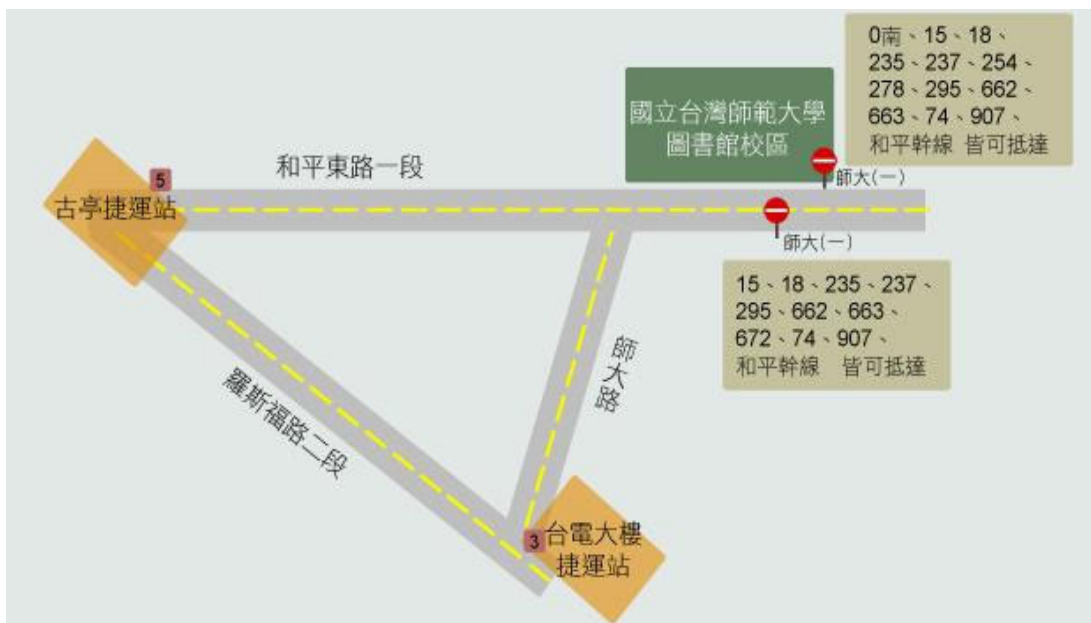 0南、15、18、
235、237、254、
278、295、662、
663、74、907、
和平幹線 皆可抵達
國立台灣師範大學
圖書館校區
師大(一)
和平東路一段
5
古亭捷運站
師大(一)
15、18、235、237、
295、662、663、
672、74、907、
和平幹線 皆可抵達
師大路
羅斯福路二段
3
台電大樓
捷運站